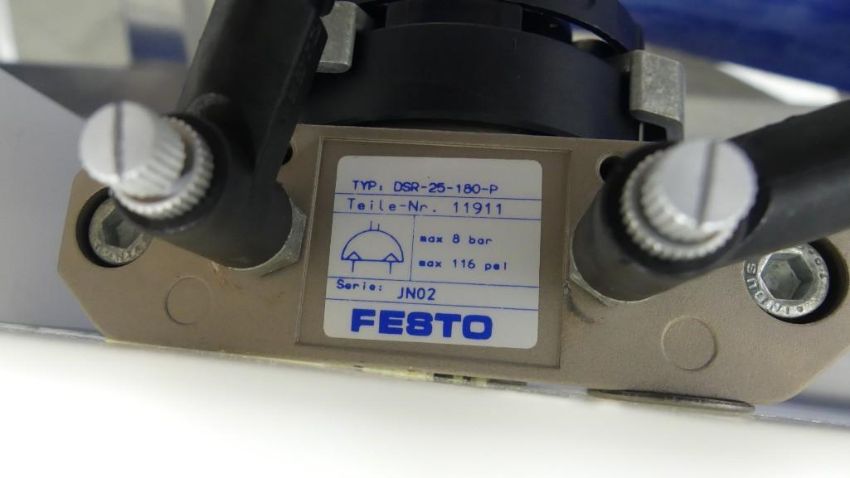 TYP: DSR-25-180-P
Teile-Nr. 11911
max 8 bar
max 116 psi
Serie: JN02
FESTO